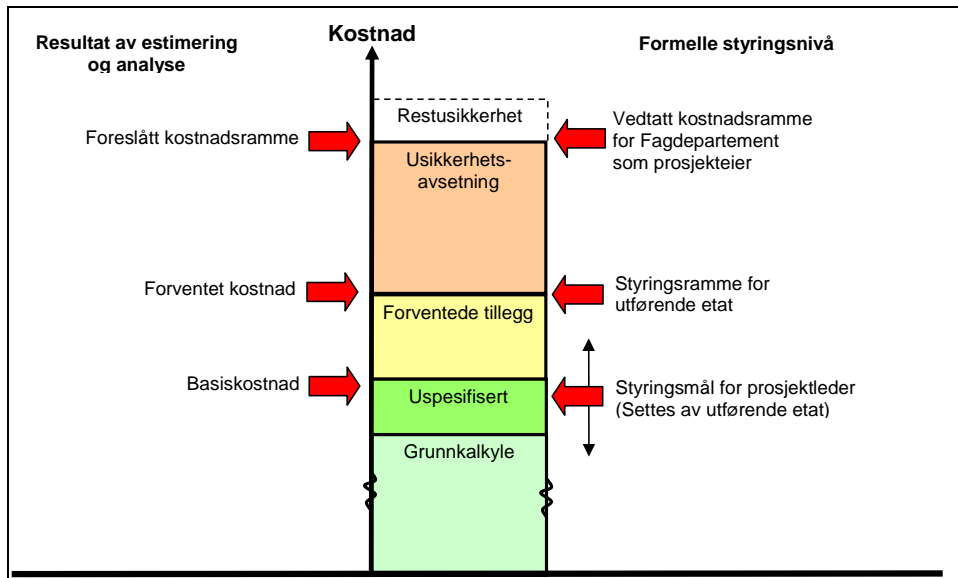 Resultat av estimering
og analyse
Kostnad
Formelle styringsnivå
Restusikkerhet
Foreslått kostnadsramme
Vedtatt kostnadsramme
for Fagdepartement
som prosjekteier
Usikkerhets-
avsetning
Forventet kostnad
Styringsramme for
utførende etat
Forventede tillegg
Basiskostnad
Styringsmål for prosjektleder
(Settes av utførende etat)
Uspesifisert
Grunnkalkyle